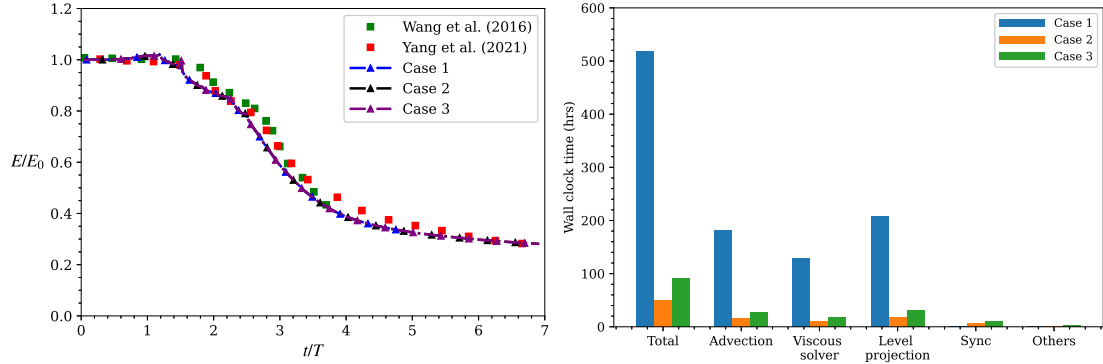 1.2
1.0
0.8
0.6
0.4
0.2
0.0
E/E0
0 1 2 3 4 5 6 7
t/T
Wang et al. (2016)
Yang et al. (2021)
Case 1
Case 2
Case 3
600
500
400
300
200
100
0
Wall clock time (hrs)
Total Advection Viscous solver Level projection Sync Others
Case 1
Case 2
Case 3